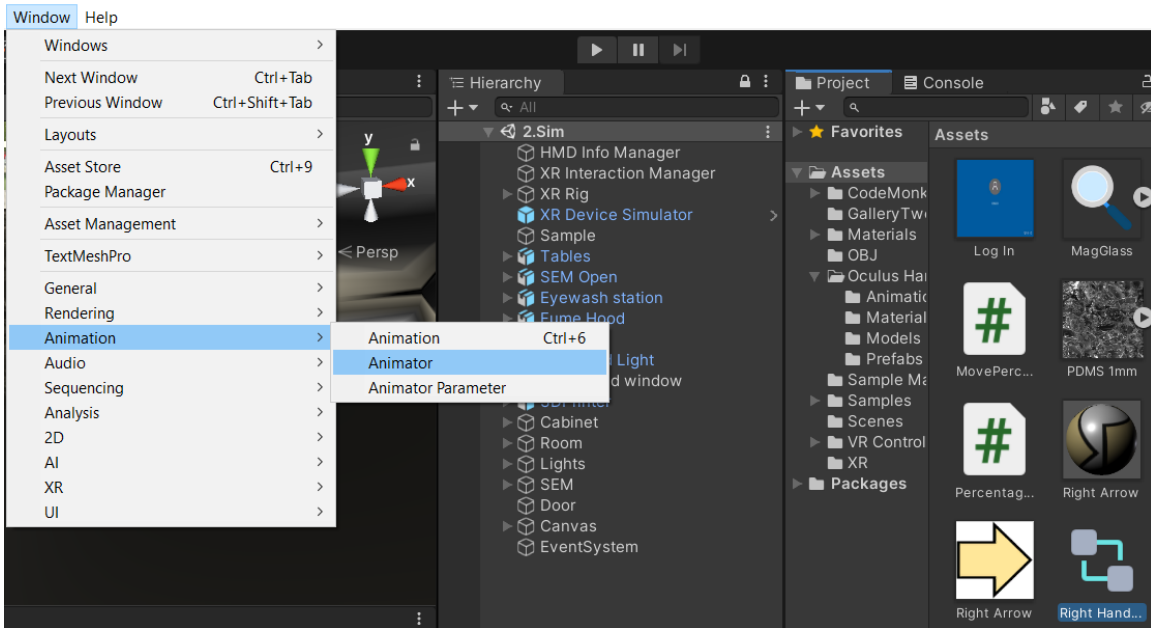 Window Help
Windows
Next Window Ctrl+Tab
Previous Window Ctrl+Shift+Tab
Layouts
Asset Store Ctrl+9
Package Manager
Asset Management
TextMeshPro
General
Rendering
Animation
Audio
Sequencing
Analysis
2D
AI
XR
UI
Animation Ctrl+6
Animator
Animator Parameter
y
x
Persp
Hierarchy
All
2.Sim
HMD Info Manager
XR Interaction Manager
XR Rig
XR Device Simulator
Sample
Tables
SEM Open
Eyewash station
Fume Hood
Light
d window
Cabinet
Room
Lights
SEM
Door
Canvas
EventSystem
Project Console
Favorites
Assets
CodeMonk
GalleryTw
Materials
OBJ
Oculus Ha
Animatic
Material
Models
Prefabs
Sample Ma
Samples
Scenes
VR Control
XR
Packages
Assets
Log In MagGlass
MovePerc... PDMS 1mm
Percentag... Right Arrow
Right Arrow Right Hand...